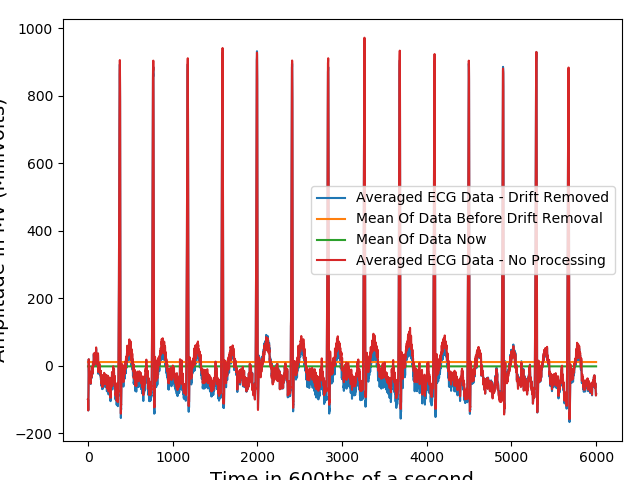 1000
800
600
400
200
0
−200
Amplitude in MV (Millivolts)
Averaged ECG Data - Drift Removed
Mean Of Data Before Drift Removal
Mean Of Data Now
Averaged ECG Data - No Processing
0 1000 2000 3000 4000 5000 6000
Time in 600ths of a second